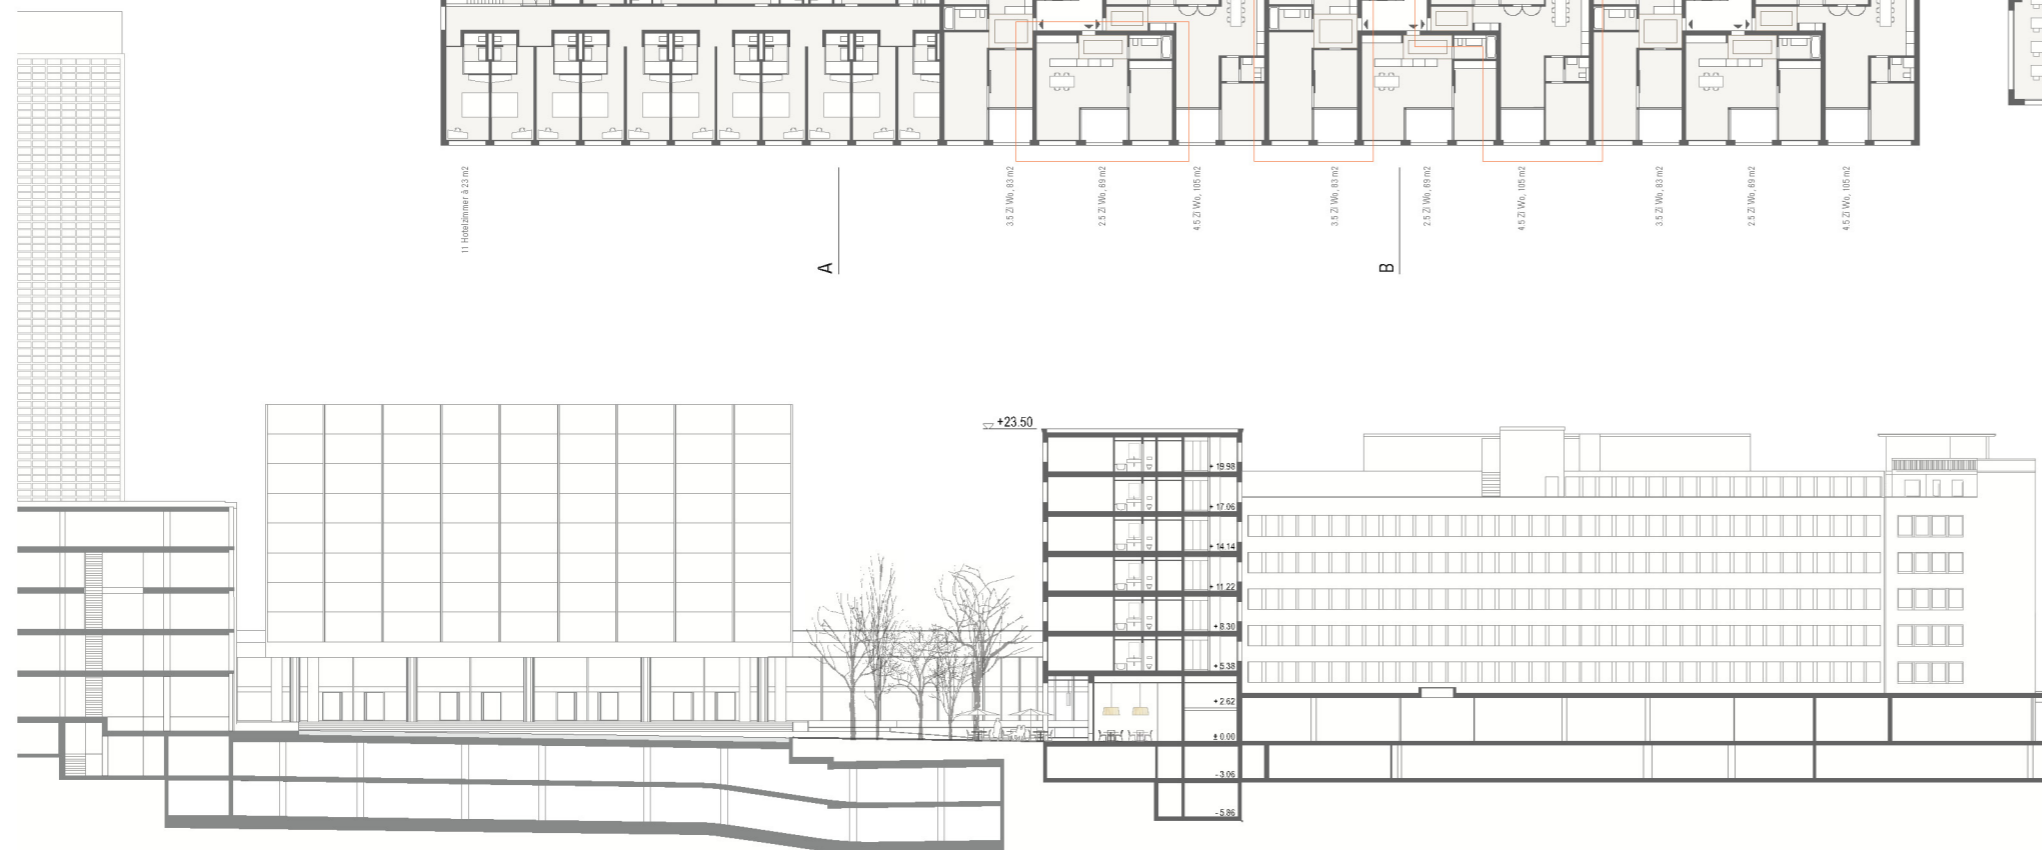 11 Hotelzimmer à 23 m2
3.5 Zi Wo, 83 m2
2.5 Zi Wo, 69 m2
4.5 Zi Wo, 105 m2
3.5 Zi Wo, 83 m2
2.5 Zi Wo, 69 m2
4.5 Zi Wo, 105 m2
3.5 Zi Wo, 83 m2
2.5 Zi Wo, 69 m2
4.5 Zi Wo, 105 m2
A
B
+23.50
+ 19.98
+ 17.06
+ 14.14
+ 11.22
+ 8.30
+ 5.38
+ 2.62
± 0.00
- 3.06
- 5.86